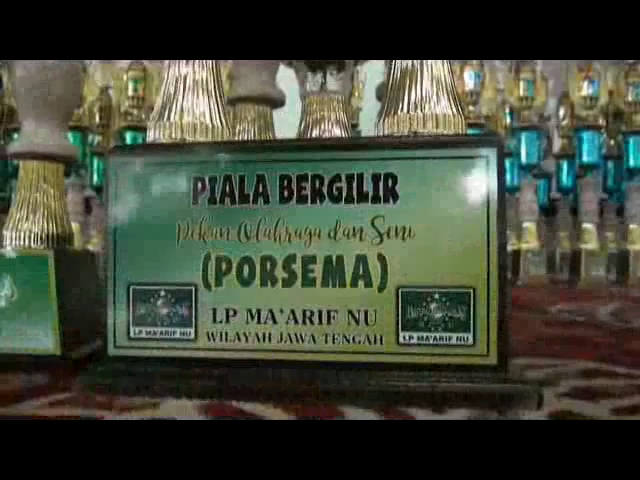 PIALA BERGILIR
Pekan Olahraga dan Seni
(PORSEMA)
LP MA'ARIF NU
WILAYAH JAWA TENGAH
LP MA'ARIF NU
LP MA'ARIF NU